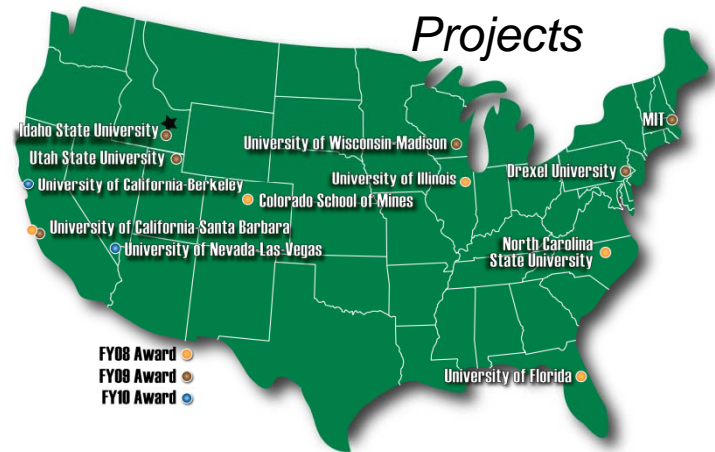 Projects
MIT
Idaho State University
University of Wisconsin-Madison
Utah State University
Drexel University
University of Illinois
University of California-Berkeley
Colorado School of Mines
University of California-Santa Barbara
University of Nevada-Las Vegas
North Carolina
State University
FY08 Award
FY09 Award
FY10 Award
University of Florida